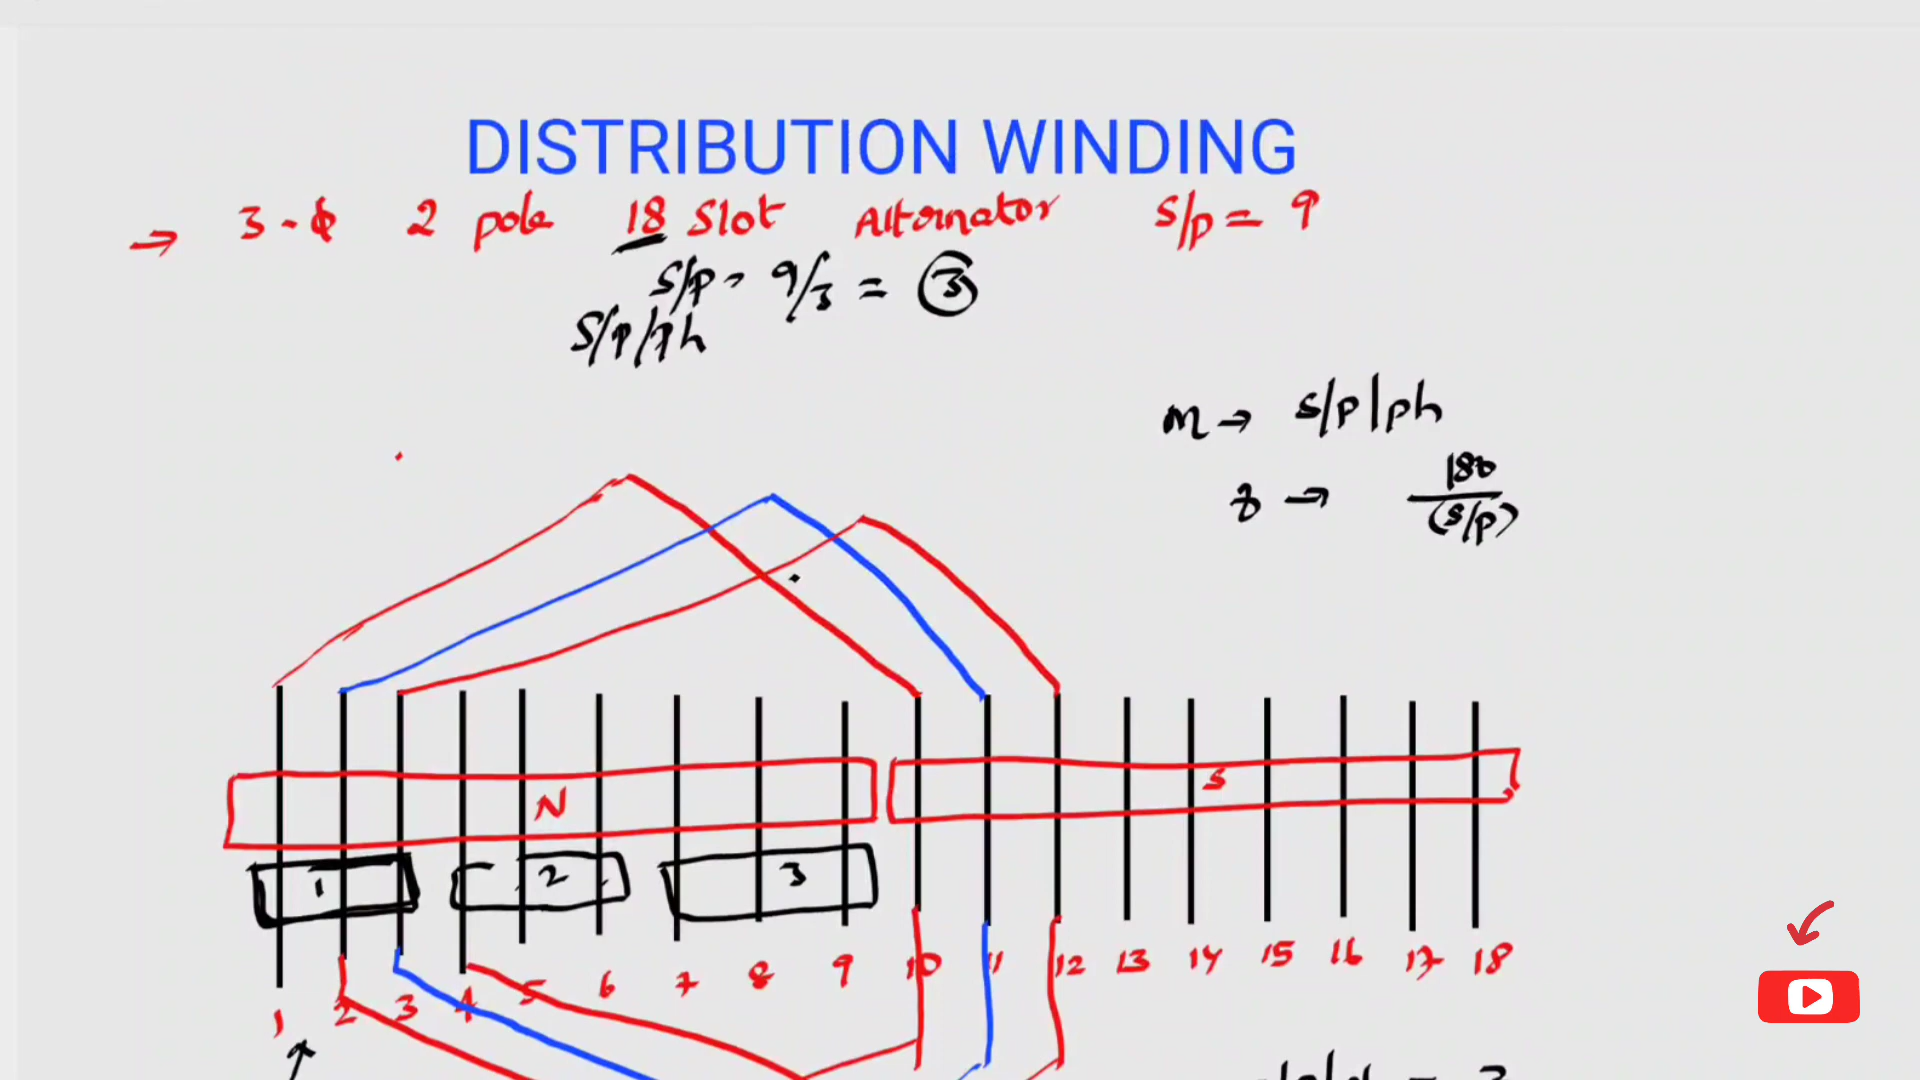 DISTRIBUTION WINDING
→ 3-ϕ 2 pole 18 Slot Alternator S/p = 9
S/p → 9/3 = 3
S/p/ph
m → s/p/ph
→ 180/(s/p)
N S
1 2 3
1 2 3 4 5 6 7 8 9 10 11 12 13 14 15 16 17 18